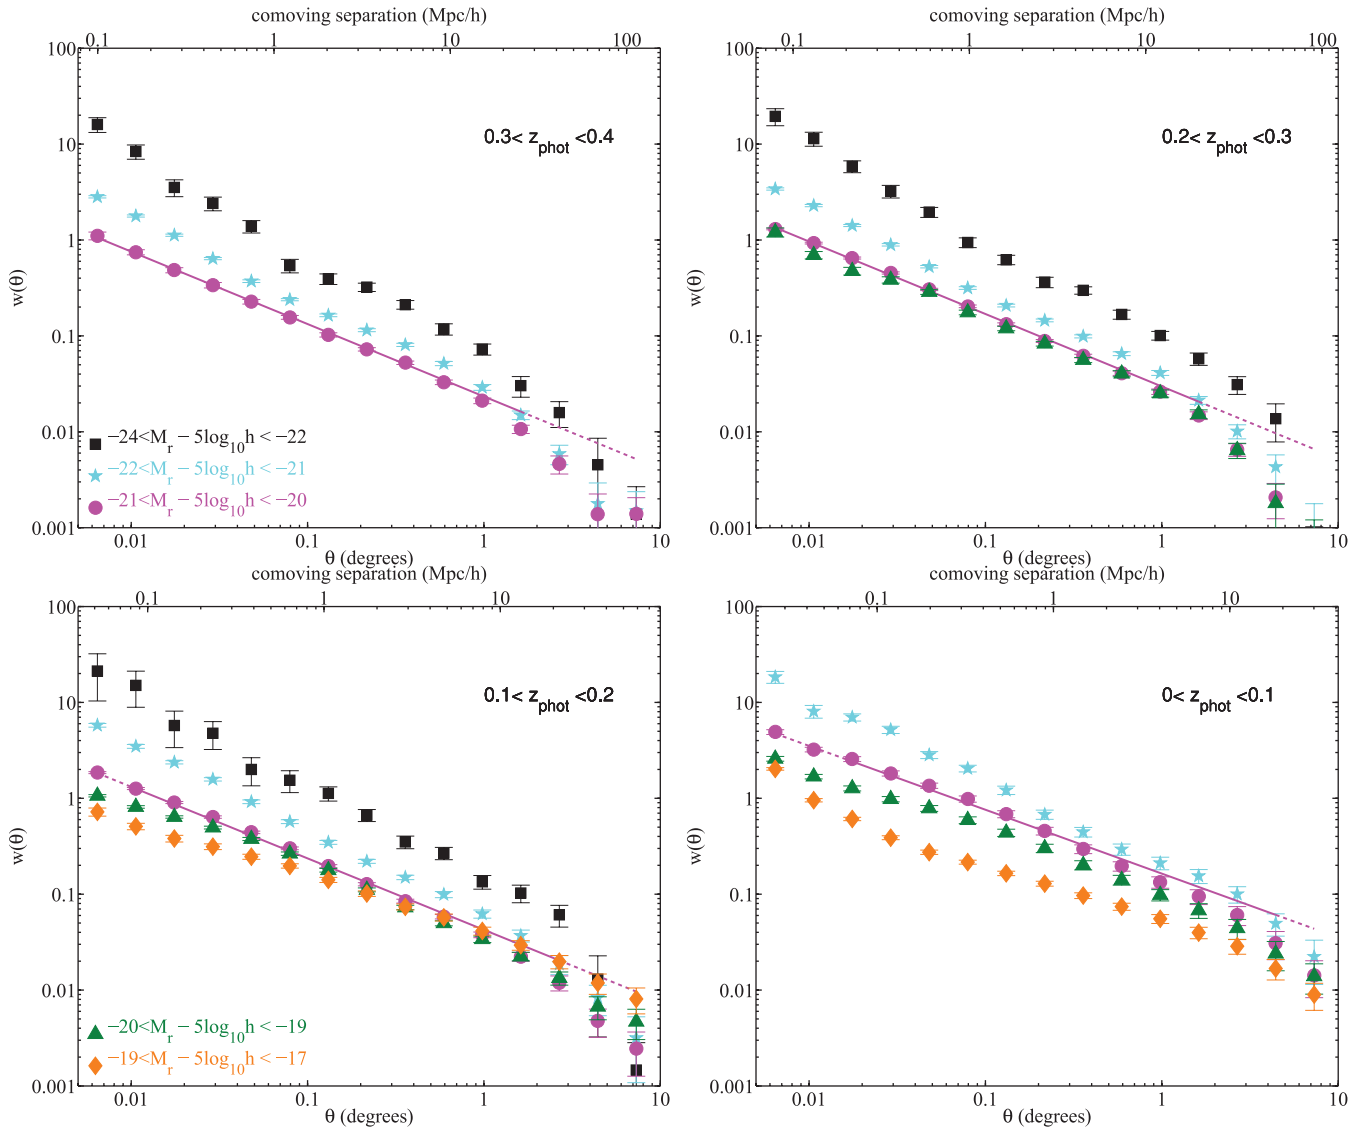 comoving separation (Mpc/h)
0.1 1 10 100
100
10
1
0.1
0.01
0.001
w(θ)
0.3< z_phot <0.4
−24<M_r − 5log_10 h < −22
−22<M_r − 5log_10 h < −21
−21<M_r − 5log_10 h < −20
0.01 0.1 1 10
θ (degrees)
comoving separation (Mpc/h)
0.1 1 10 100
100
10
1
0.1
0.01
0.001
w(θ)
0.2< z_phot <0.3
0.01 0.1 1 10
θ (degrees)
comoving separation (Mpc/h)
0.1 1 10
100
10
1
0.1
0.01
0.001
w(θ)
0.1< z_phot <0.2
−20<M_r − 5log_10 h < −19
−19<M_r − 5log_10 h < −17
0.01 0.1 1 10
θ (degrees)
comoving separation (Mpc/h)
0.1 1 10
100
10
1
0.1
0.01
0.001
w(θ)
0< z_phot <0.1
0.01 0.1 1 10
θ (degrees)